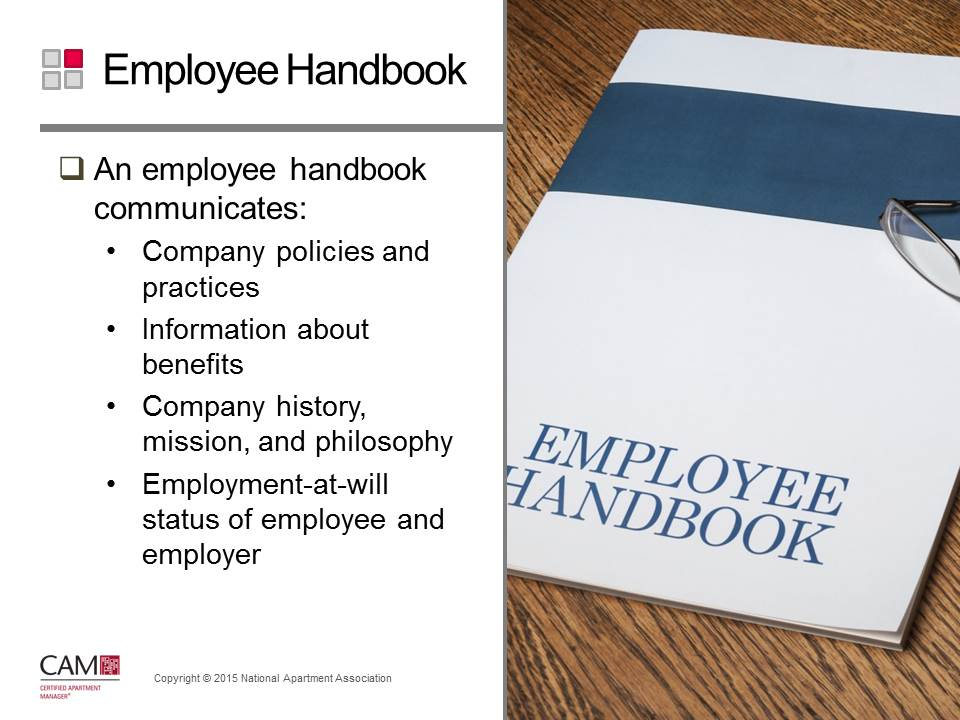 Employee Handbook
❑ An employee handbook
communicates:
• Company policies and
practices
• Information about
benefits
• Company history,
mission, and philosophy
• Employment-at-will
status of employee and
employer
EMPLOYEE
HANDBOOK
CAM
CERTIFIED APARTMENT
MANAGER®
Copyright © 2015 National Apartment Association